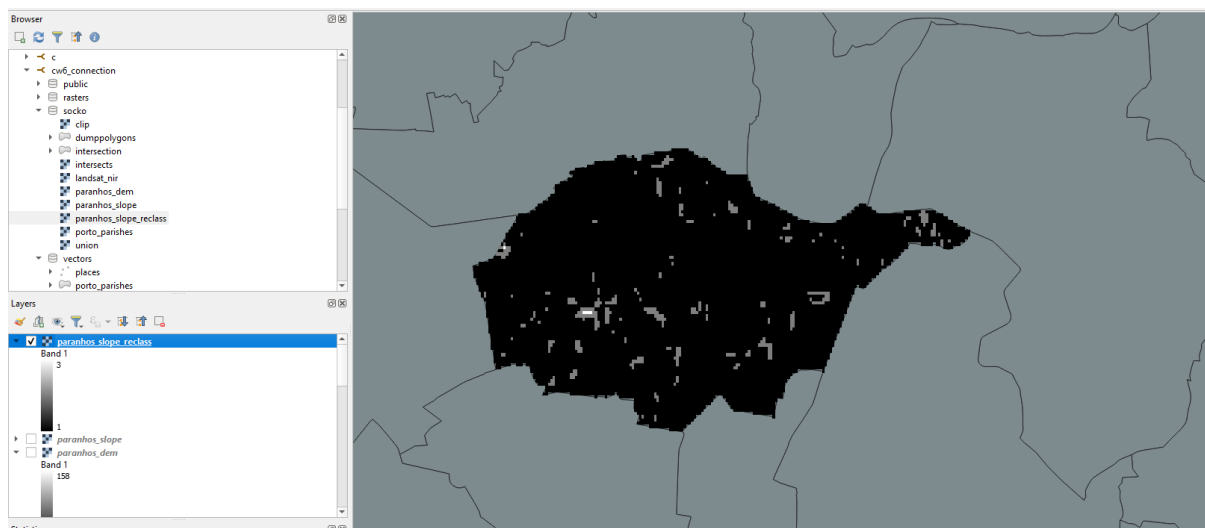 Browser
c
cw6_connection
public
rasters
socko
clip
dumppolygons
intersection
intersects
landsat_nir
paranhos_dem
paranhos_slope
paranhos_slope_reclass
porto_parishes
union
vectors
places
porto_parishes
Layers
paranhos_slope_reclass
Band 1
3
1
paranhos_slope
paranhos_dem
Band 1
158